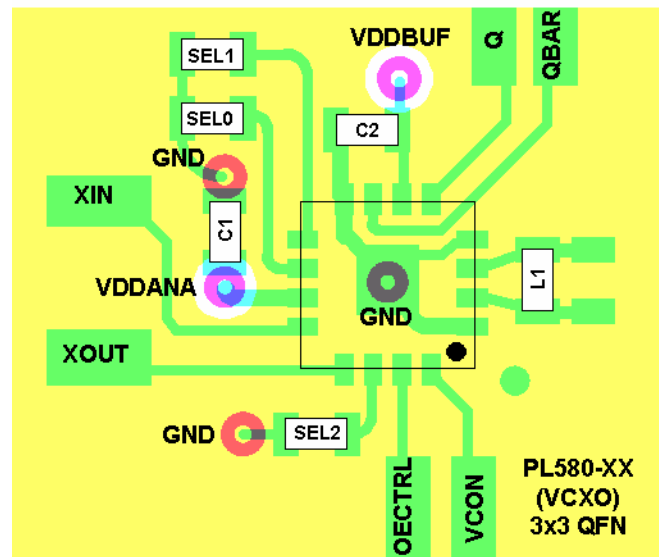 VDDBUF
Q
QBAR
SEL1
SEL0
C2
GND
XIN
C1
VDDANA
L1
GND
XOUT
GND
SEL2
OECTRL
VCON
PL580-XX
(VCXO)
3x3 QFN